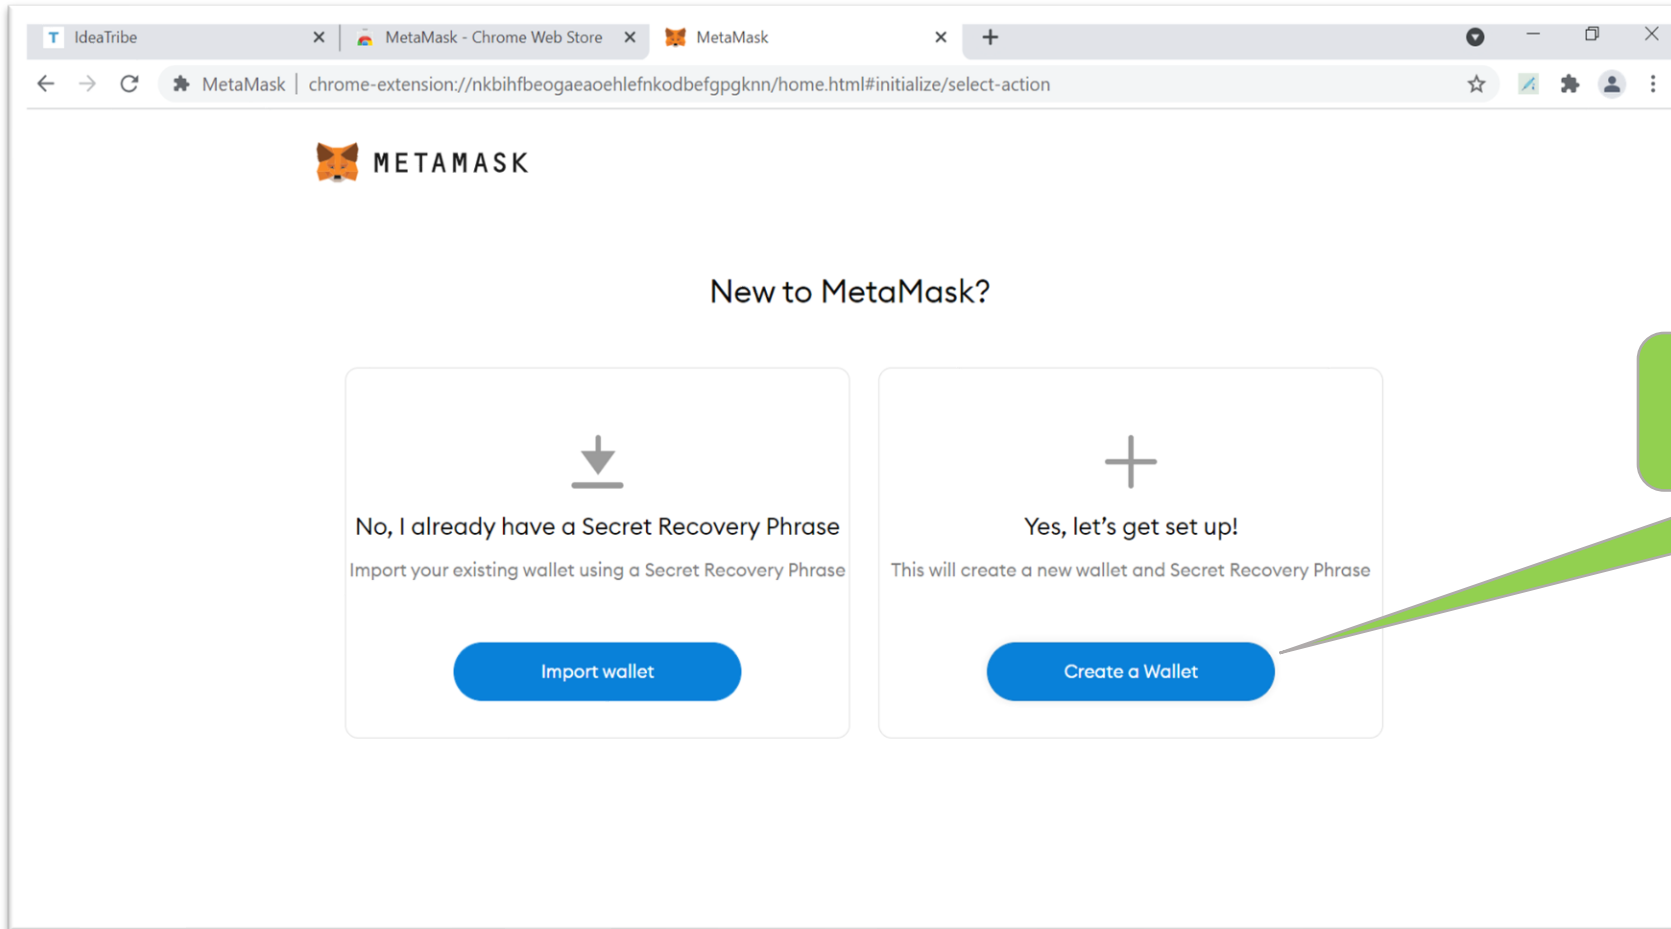 IdeaTribe
MetaMask - Chrome Web Store
MetaMask
MetaMask | chrome-extension://nkbihfbeogaeaoehlefnkodbefgpgknn/home.html#initialize/select-action
METAMASK
New to MetaMask?
No, I already have a Secret Recovery Phrase
Import your existing wallet using a Secret Recovery Phrase
Import wallet
Yes, let's get set up!
This will create a new wallet and Secret Recovery Phrase
Create a Wallet